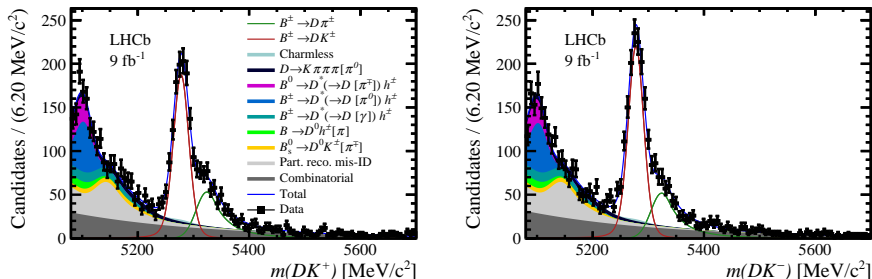 Candidates / (6.20 MeV/c²)
250
200
150
100
50
0
5200
5400
5600
m(DK⁺) [MeV/c²]
LHCb
9 fb⁻¹
B± → Dπ±
B± → DK±
Charmless
D→Kπππ[π⁰]
B⁰→D*(→D [π∓]) h±
B±→D*(→D [π⁰]) h±
B±→D*(→D [γ]) h±
B→D⁰h±[π]
B⁰ₛ→D⁰K±[π∓]
Part. reco. mis-ID
Combinatorial
Total
Data
Candidates / (6.20 MeV/c²)
250
200
150
100
50
0
5200
5400
5600
m(DK⁻) [MeV/c²]
LHCb
9 fb⁻¹